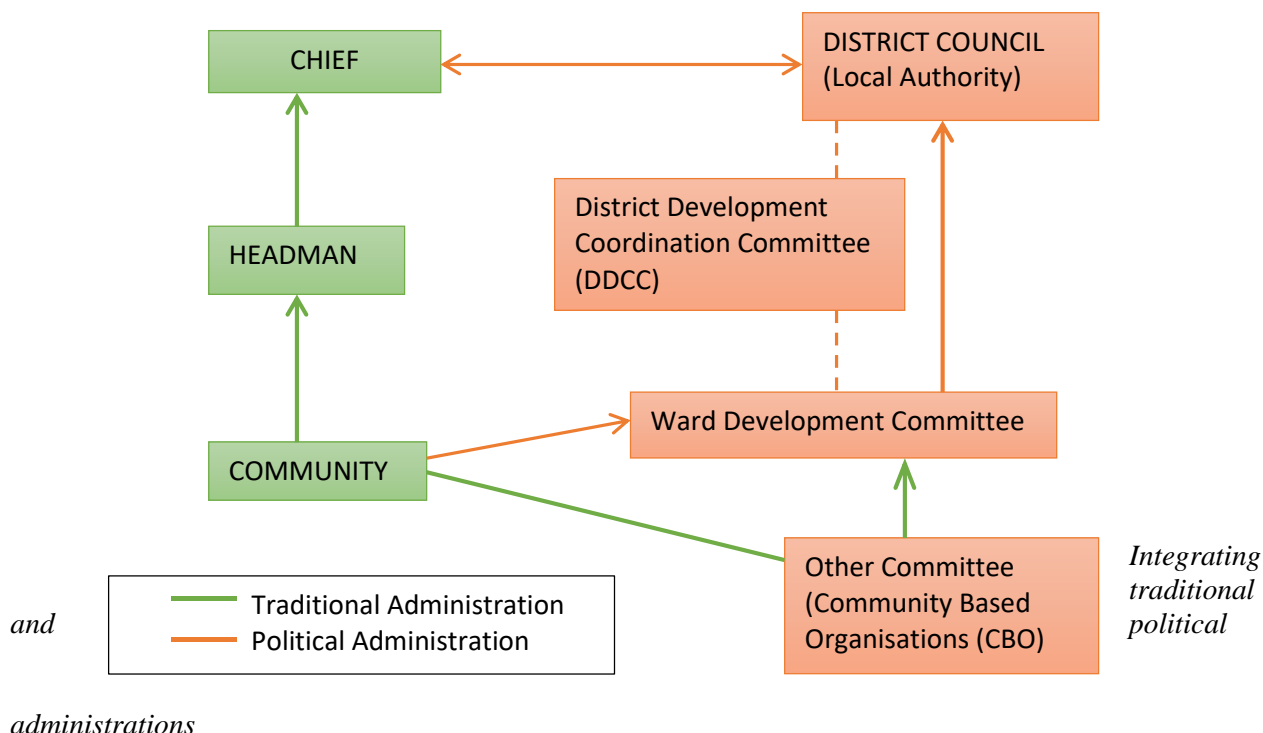 CHIEF
DISTRICT COUNCIL
(Local Authority)
District Development
Coordination Committee
(DDCC)
HEADMAN
Ward Development Committee
COMMUNITY
Other Committee
(Community Based
Organisations (CBO)
Traditional Administration
Political Administration
Integrating
traditional
and
political
administrations